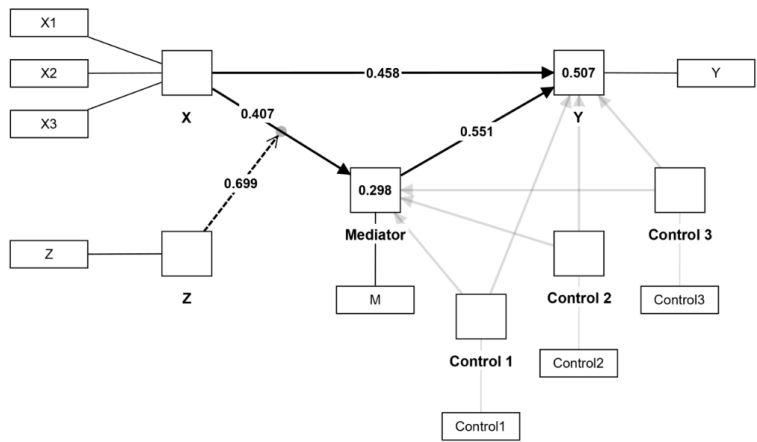 X1
X2
X3
X
0.458
0.507
Y
Y
0.407
0.551
0.699
0.298
Mediator
Control 3
Z
Z
M
Control 2
Control3
Control 1
Control2
Control1